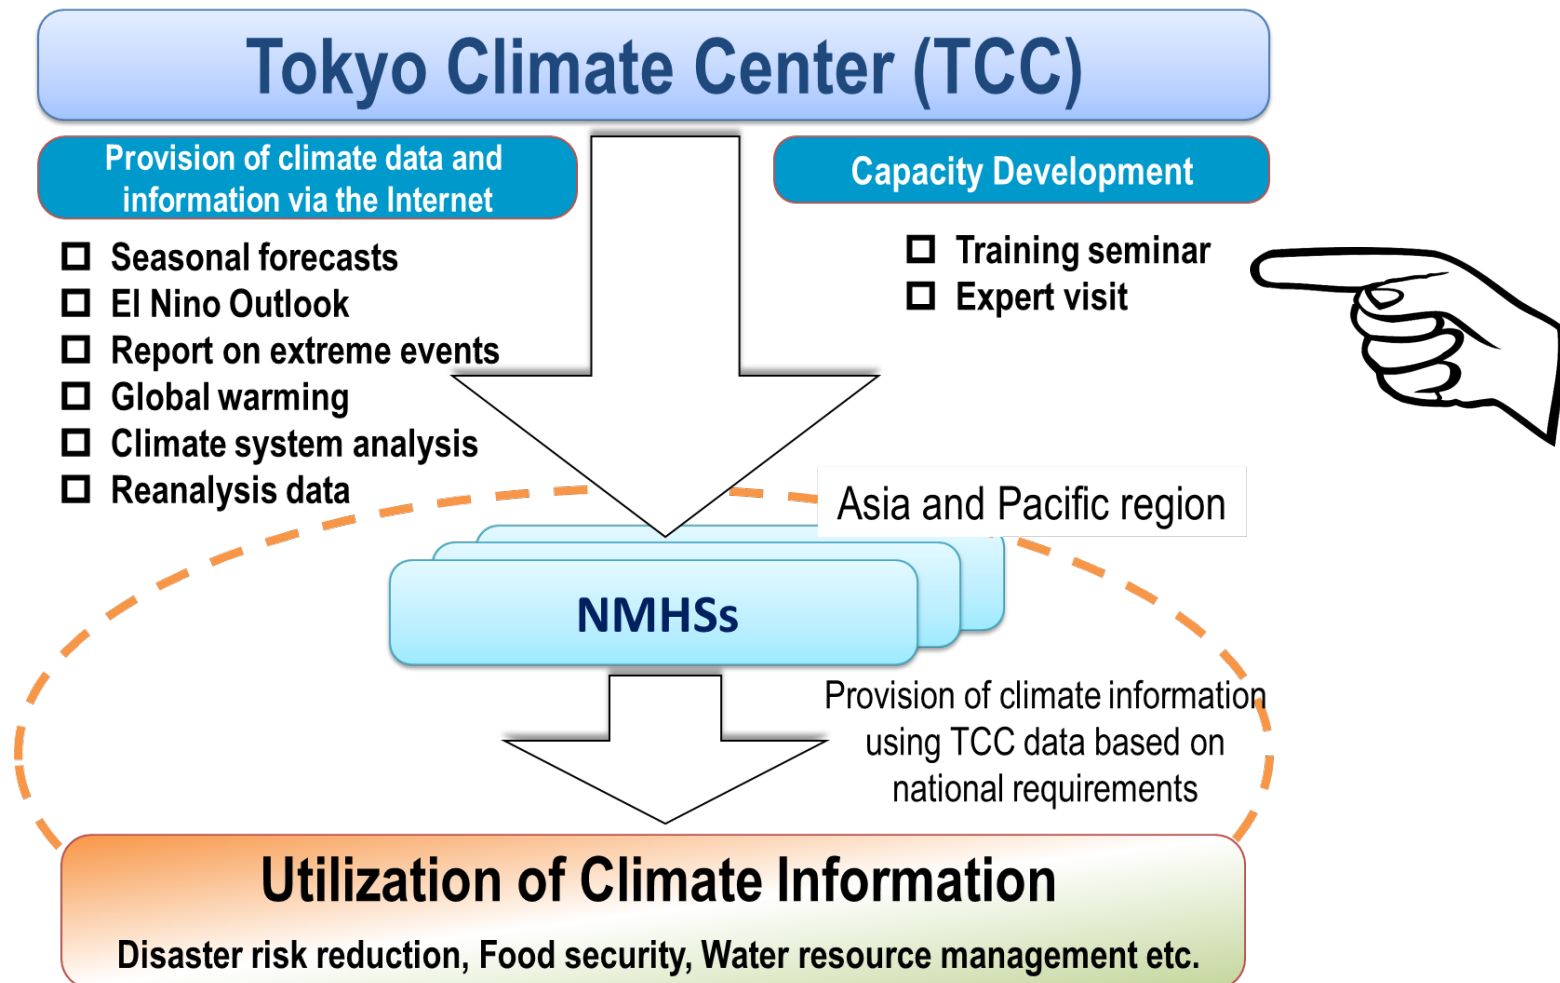 Tokyo Climate Center (TCC)
Provision of climate data and
information via the Internet
Seasonal forecasts
El Nino Outlook
Report on extreme events
Global warming
Climate system analysis
Reanalysis data
Capacity Development
Training seminar
Expert visit
Asia and Pacific region
NMHSs
Provision of climate information
using TCC data based on
national requirements
Utilization of Climate Information
Disaster risk reduction, Food security, Water resource management etc.